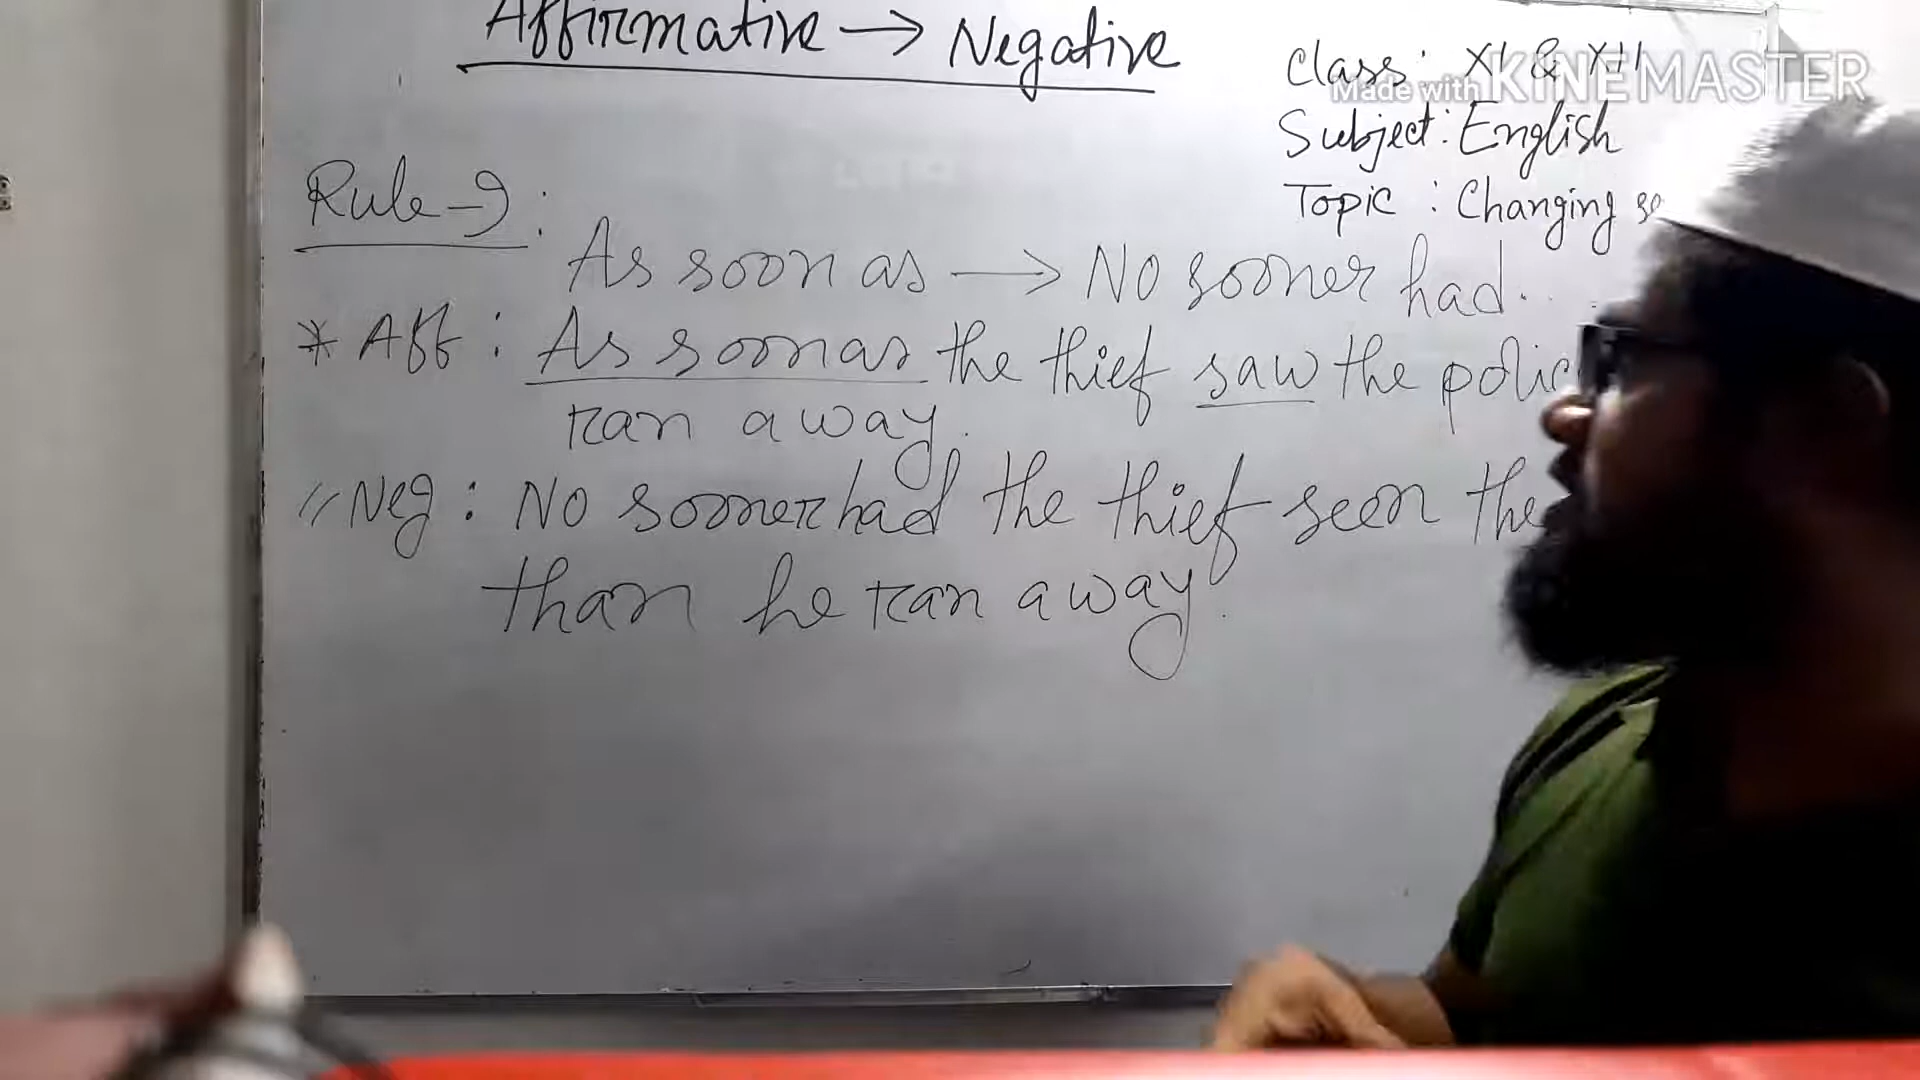 Affirmative → Negative
Class: XI & XII
Made with KINEMASTER
Subject: English
Topic : Changing
Rule-9:
As soon as → No sooner had..
* Aff: As soon as the thief saw the
ran away.
// Neg: No sooner had the thief seen the
than he ran away.